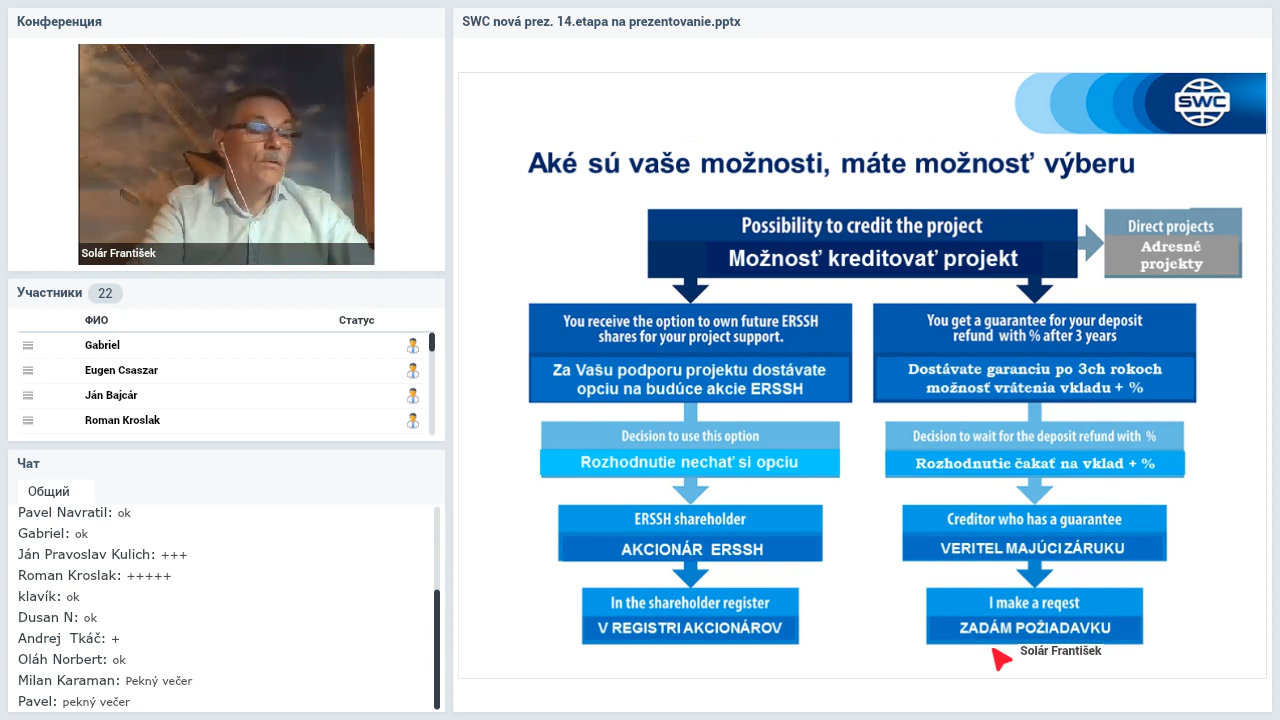 Конференция
Solár František
Участники 22
ФИО Статус
Gabriel
Eugen Csaszar
Ján Bajcár
Roman Kroslak
Чат
Общий
Pavel Navratil: ok
Gabriel: ok
Ján Pravoslav Kulich: +++
Roman Kroslak: +++++
klavík: ok
Dusan N: ok
Andrej Tkáč: +
Oláh Norbert: ok
Milan Karaman: Pekný večer
Pavel: pekný večer
SWC nová prez. 14.etapa na prezentovanie.pptx
SWC
Aké sú vaše možnosti, máte možnosť výberu
Possibility to credit the project
Možnosť kreditovať projekt
Direct projects
Adresné
projekty
You receive the option to own future ERSSH
shares for your project support.
Za Vašu podporu projektu dostávate
opciu na budúce akcie ERSSH
Decision to use this option
Rozhodnutie nechať si opciu
ERSSH shareholder
AKCIONÁR ERSSH
In the shareholder register
V REGISTRI AKCIONÁROV
You get a guarantee for your deposit
refund with % after 3 years
Dostávate garanciu po 3ch rokoch
možnosť vrátenia vkladu + %
Decision to wait for the deposit refund with %
Rozhodnutie čakať na vklad + %
Creditor who has a guarantee
VERITEL MAJÚCI ZÁRUKU
I make a reqest
ZADÁM POŽIADAVKU
Solár František